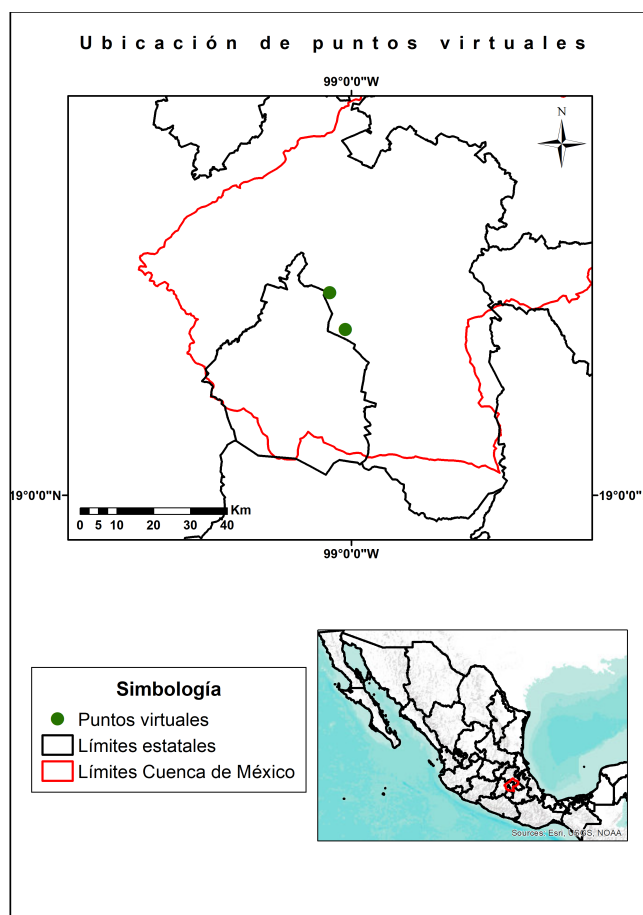 Ubicación de puntos virtuales
99°0'0"W
N
19°0'0"N
19°0'0"N
Km
0 5 10 20 30 40
99°0'0"W
Simbología
Puntos virtuales
Límites estatales
Límites Cuenca de México
Sources: Esri, USGS, NOAA